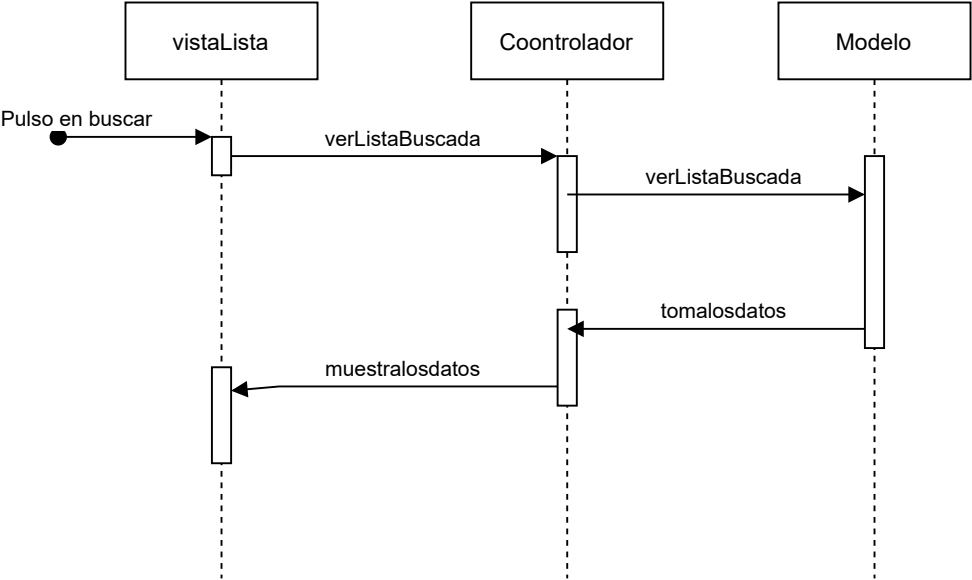 vistaLista
Coontrolador
Modelo
Pulso en buscar
verListaBuscada
verListaBuscada
tomalosdatos
muestralosdatos